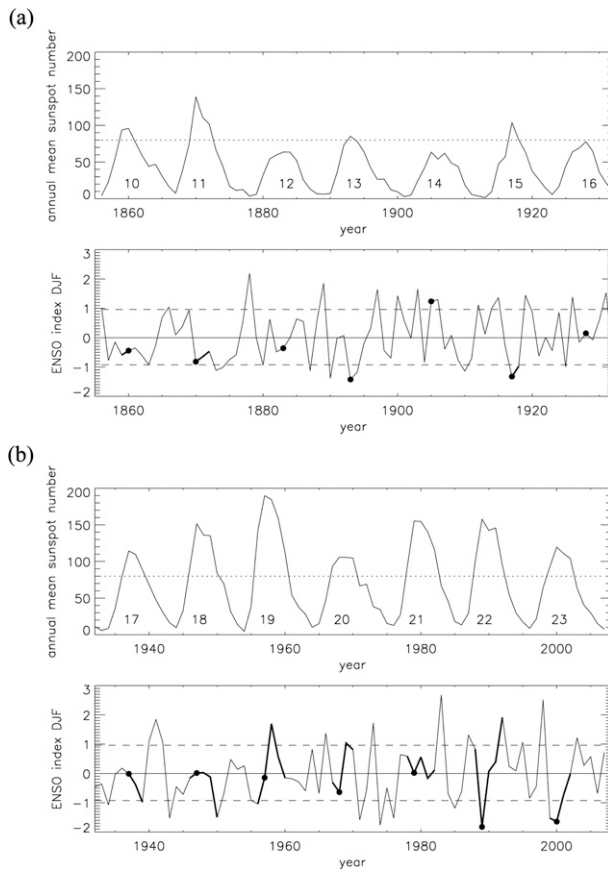 (a)
annual mean sunspot number
200
150
100
50
0
10 11 12 13 14 15 16
1860 1880 1900 1920
year
ENSO index DJF
3
2
1
0
-1
-2
1860 1880 1900 1920
year
(b)
annual mean sunspot number
200
150
100
50
0
17 18 19 20 21 22 23
1940 1960 1980 2000
year
ENSO index DJF
3
2
1
0
-1
-2
1940 1960 1980 2000
year